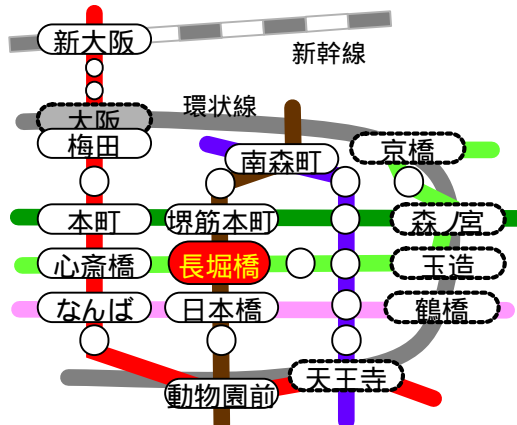 新大阪
新幹線
環状線
大阪
梅田
南森町
京橋
本町
堺筋本町
森ノ宮
心斎橋
長堀橋
玉造
なんば
日本橋
鶴橋
動物園前
天王寺